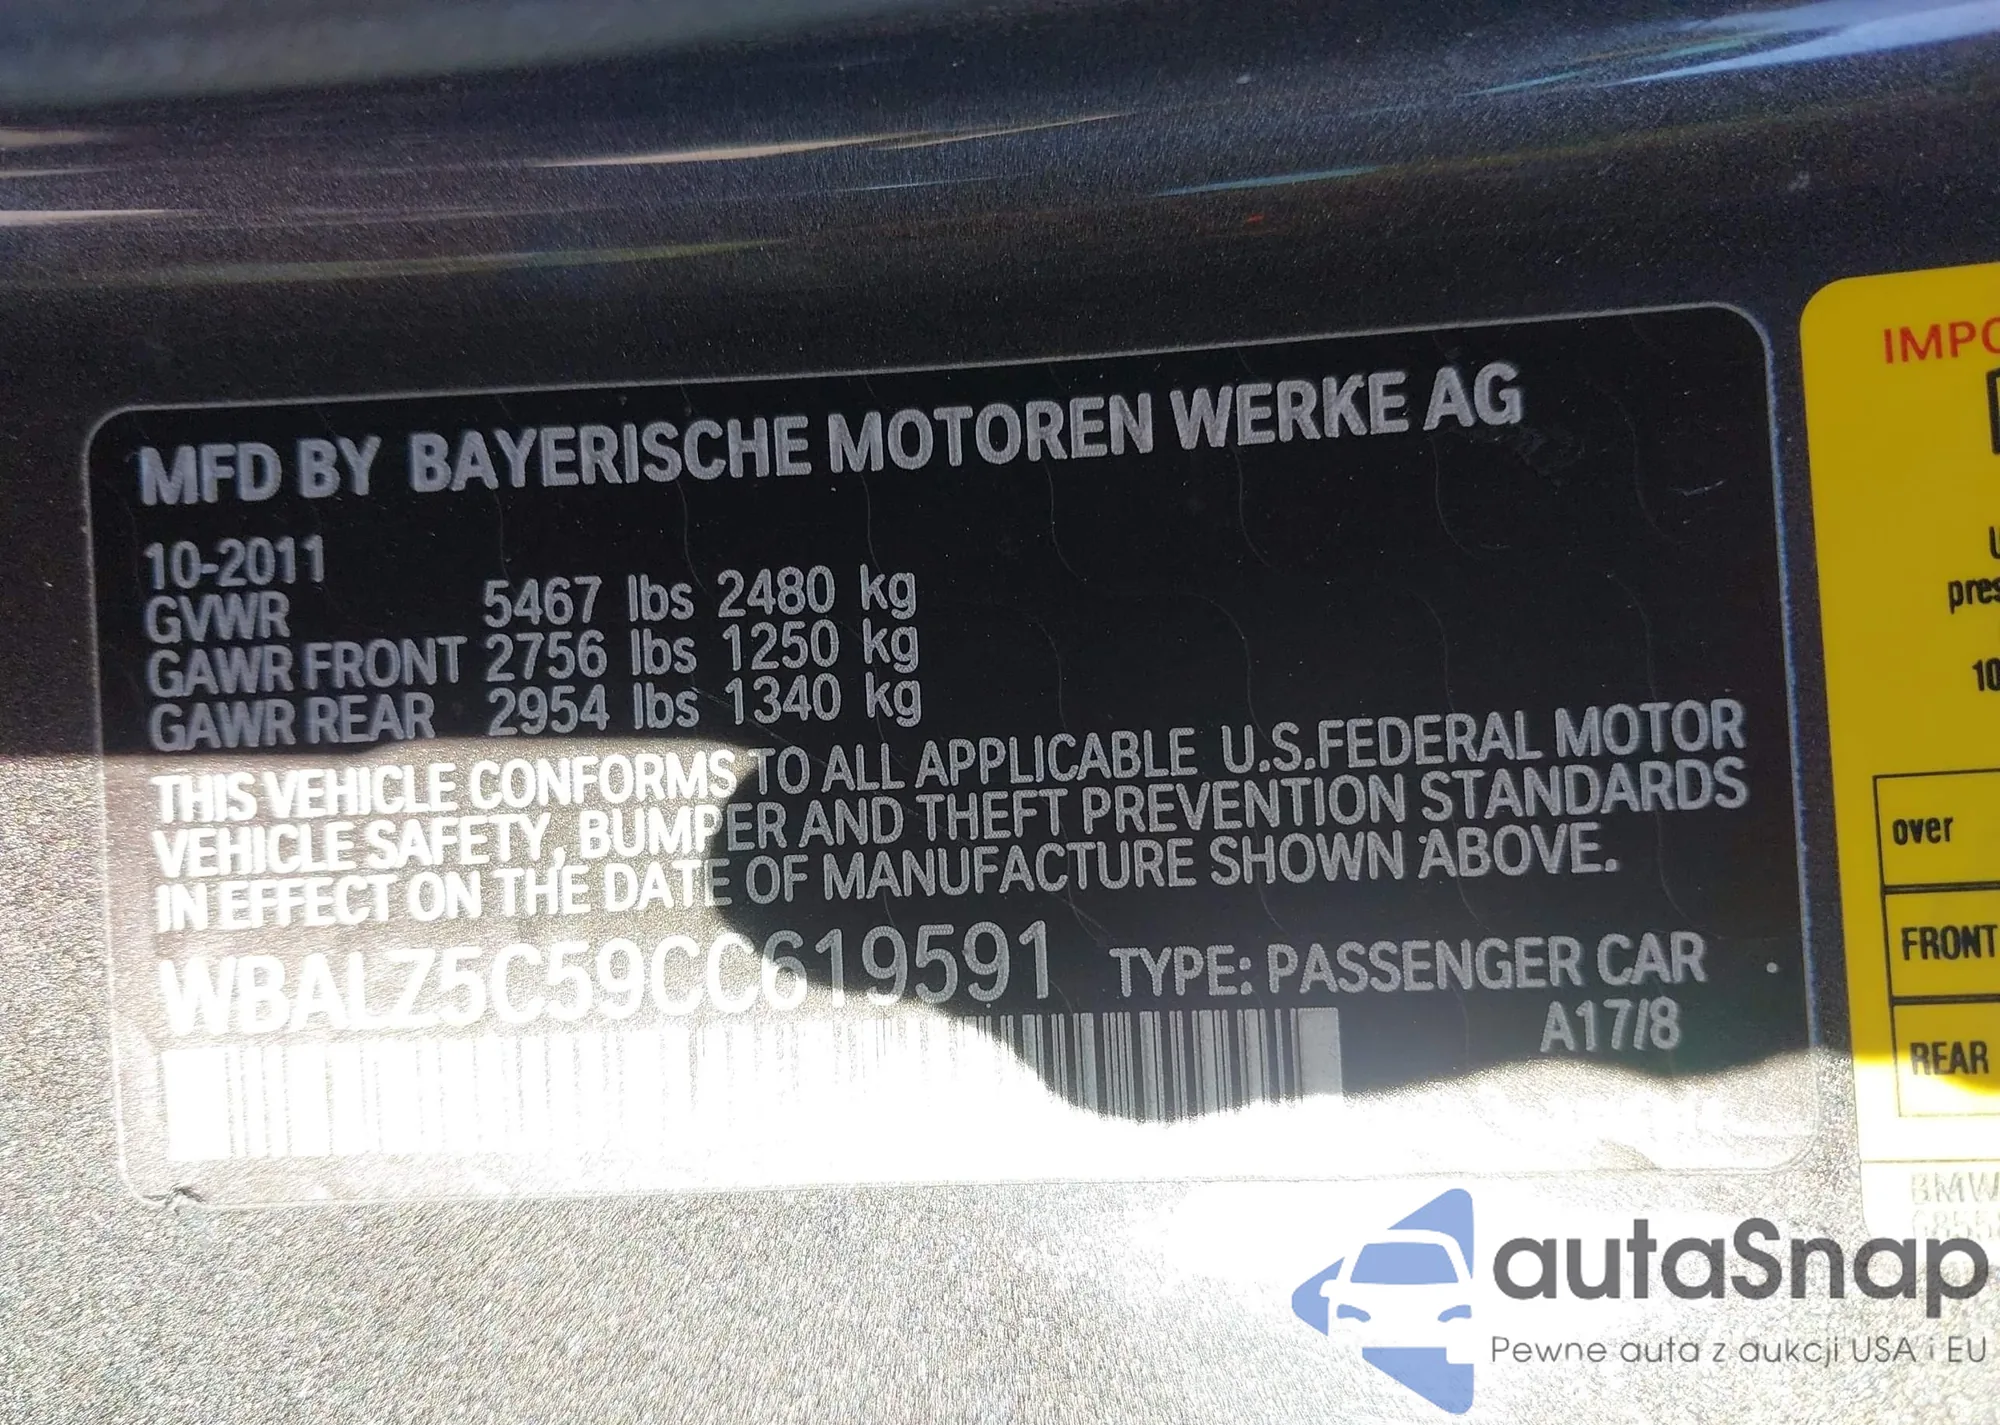 MFD BY BAYERISCHE MOTOREN WERKE AG
10-2011
GVWR 5467 lbs 2480 kg
GAWR FRONT 2756 lbs 1250 kg
GAWR REAR 2954 lbs 1340 kg
THIS VEHICLE CONFORMS TO ALL APPLICABLE U.S.FEDERAL MOTOR
VEHICLE SAFETY, BUMPER AND THEFT PREVENTION STANDARDS
IN EFFECT ON THE DATE OF MANUFACTURE SHOWN ABOVE.
WBALZ5C59CC619591 TYPE: PASSENGER CAR
A17/8
IMPO
pres
10
over
FRONT
REAR
BMW
autaSnap
Pewne auta z aukcji USA i EU